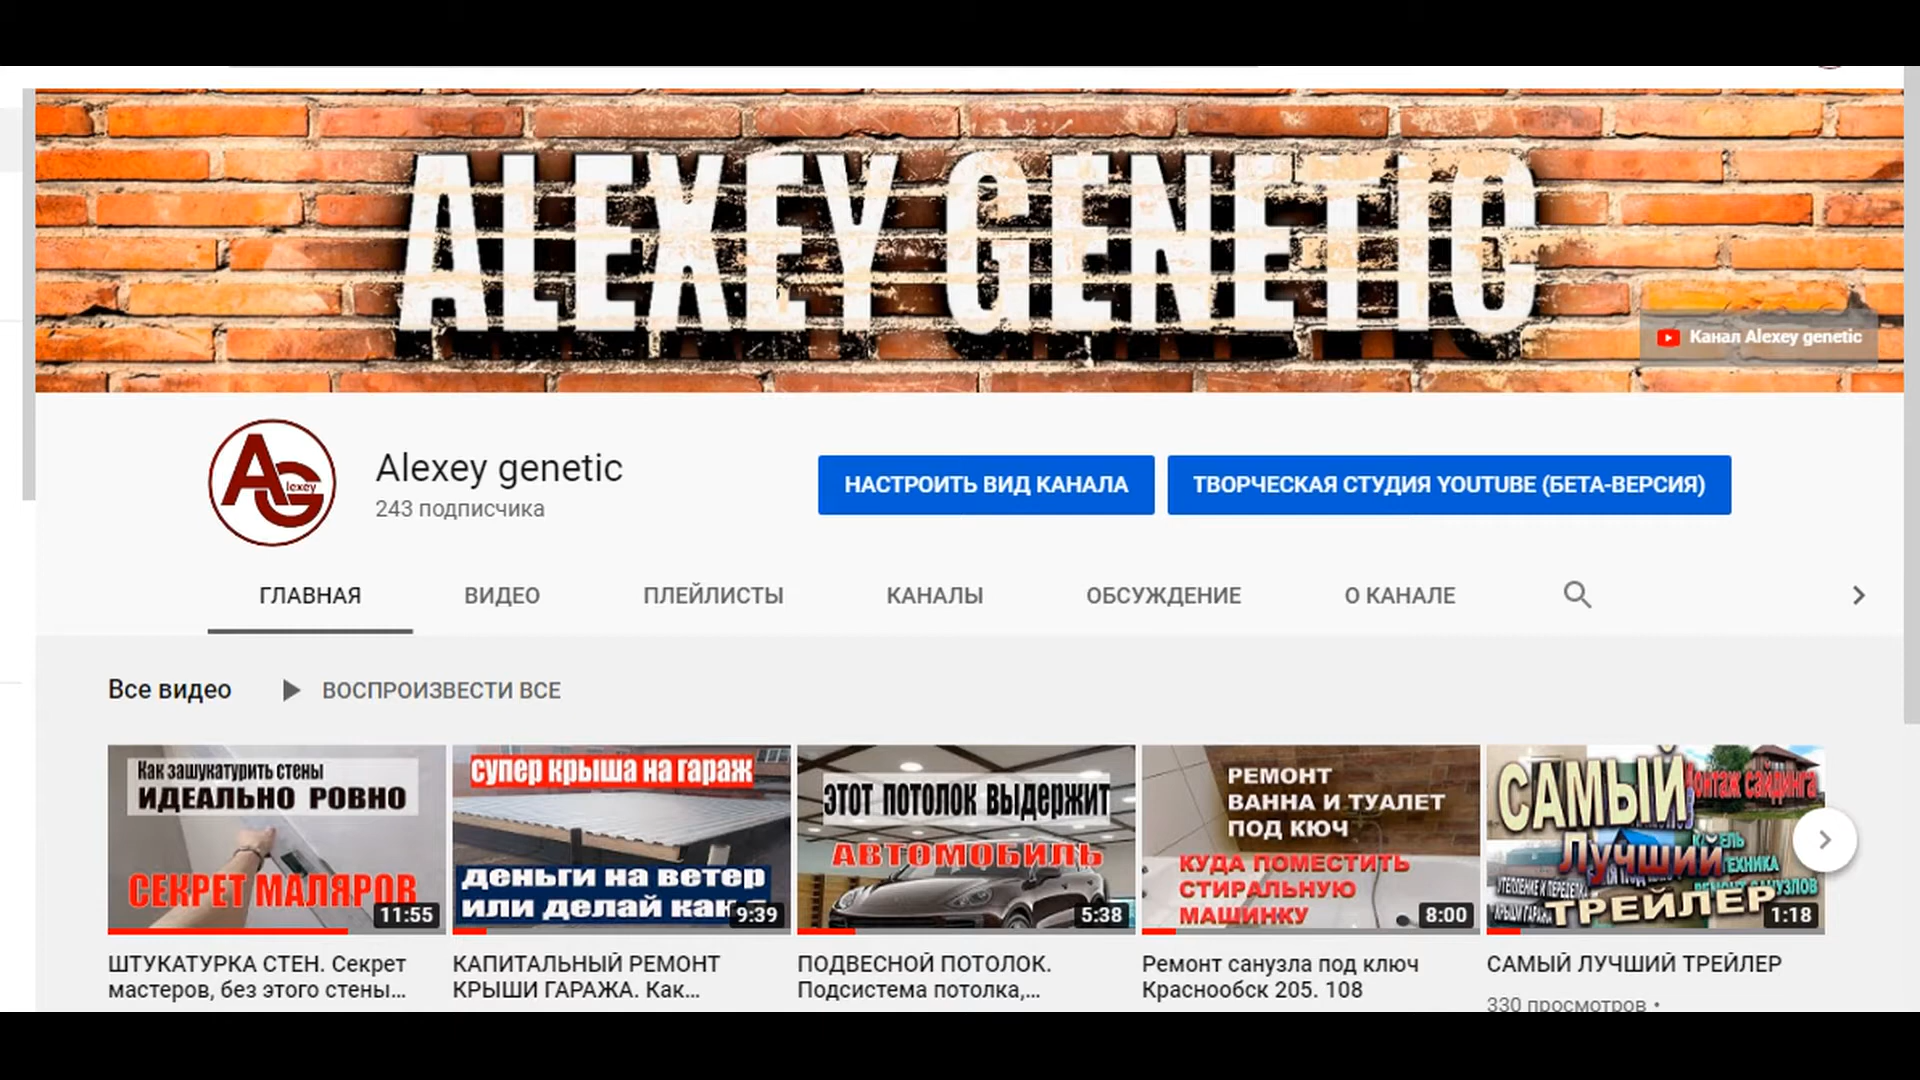 ALEXEY GENETIC
Канал Alexey genetic
AG
lexey
Alexey genetic
243 подписчика
НАСТРОИТЬ ВИД КАНАЛА
ТВОРЧЕСКАЯ СТУДИЯ YOUTUBE (БЕТА-ВЕРСИЯ)
ГЛАВНАЯ
ВИДЕО
ПЛЕЙЛИСТЫ
КАНАЛЫ
ОБСУЖДЕНИЕ
О КАНАЛЕ
Все видео
ВОСПРОИЗВЕСТИ ВСЕ
Как зашукатурить стены
ИДЕАЛЬНО РОВНО
СЕКРЕТ МАЛЯРОВ
11:55
супер крыша на гараж
деньги на ветер
или делай как
9:39
ЭТОТ ПОТОЛОК ВЫДЕРЖИТ
АВТОМОБИЛЬ
5:38
РЕМОНТ
ВАННА И ТУАЛЕТ
ПОД КЮЧ
КУДА ПОМЕСТИТЬ
СТИРАЛЬНУЮ
МАШИНКУ
8:00
САМЫЙ
монтаж сайдинга
Лучший
ТЕХНИКА
ТРЕЙЛЕР
1:18
ШТУКАТУРКА СТЕН. Секрет
мастеров, без этого стены...
КАПИТАЛЬНЫЙ РЕМОНТ
КРЫШИ ГАРАЖА. Как...
ПОДВЕСНОЙ ПОТОЛОК.
Подсистема потолка,...
Ремонт санузла под ключ
Краснообск 205. 108
САМЫЙ ЛУЧШИЙ ТРЕЙЛЕР
330 просмотров •